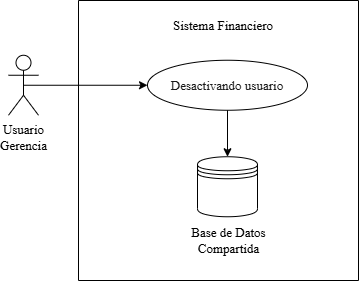 Sistema Financiero
Desactivando usuario
Usuario
Gerencia
Base de Datos
Compartida